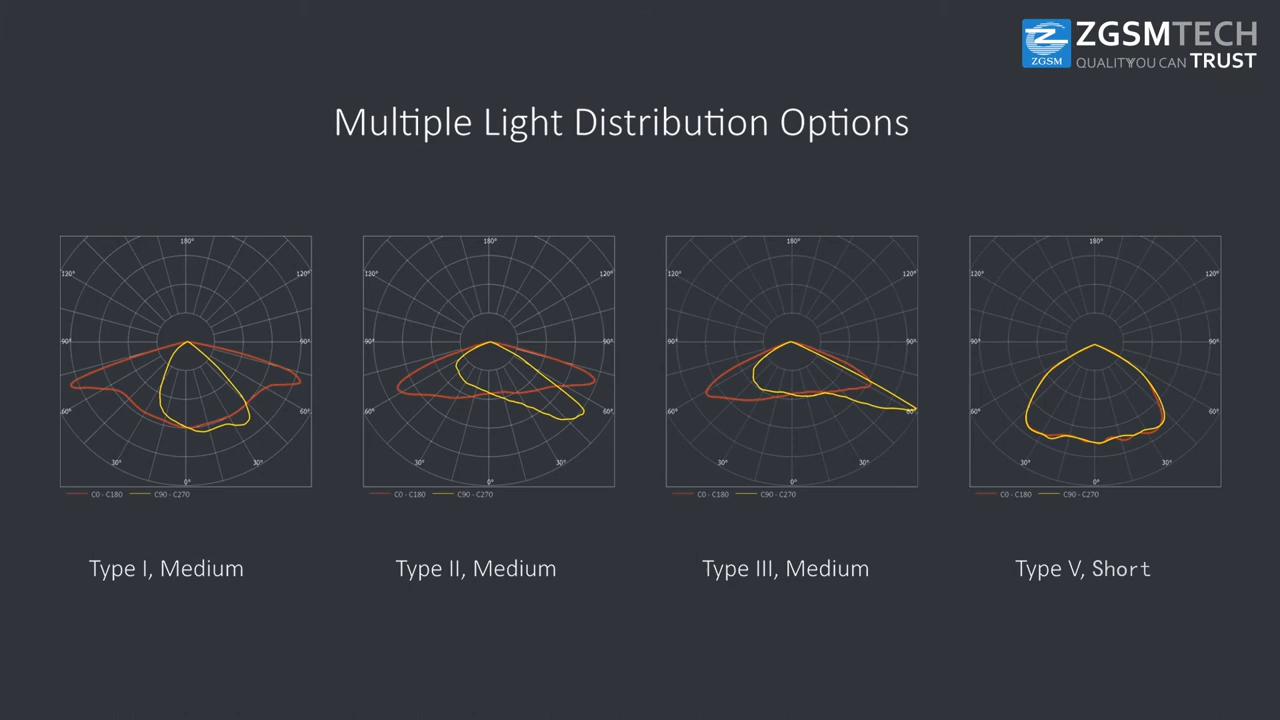 ZGSMTECH
ZGSM
QUALITY YOU CAN TRUST
Multiple Light Distribution Options
180° 180° 180° 180°
120° 120° 120° 120° 120° 120° 120° 120°
90° 90° 90° 90° 90° 90° 90° 90°
60° 60° 60° 60° 60° 60° 60° 60°
30° 30° 30° 30° 30° 30° 30° 30°
0° 0° 0° 0°
C0 - C180 C90 - C270 C0 - C180 C90 - C270 C0 - C180 C90 - C270 C0 - C180 C90 - C270
Type I, Medium Type II, Medium Type III, Medium Type V, Short